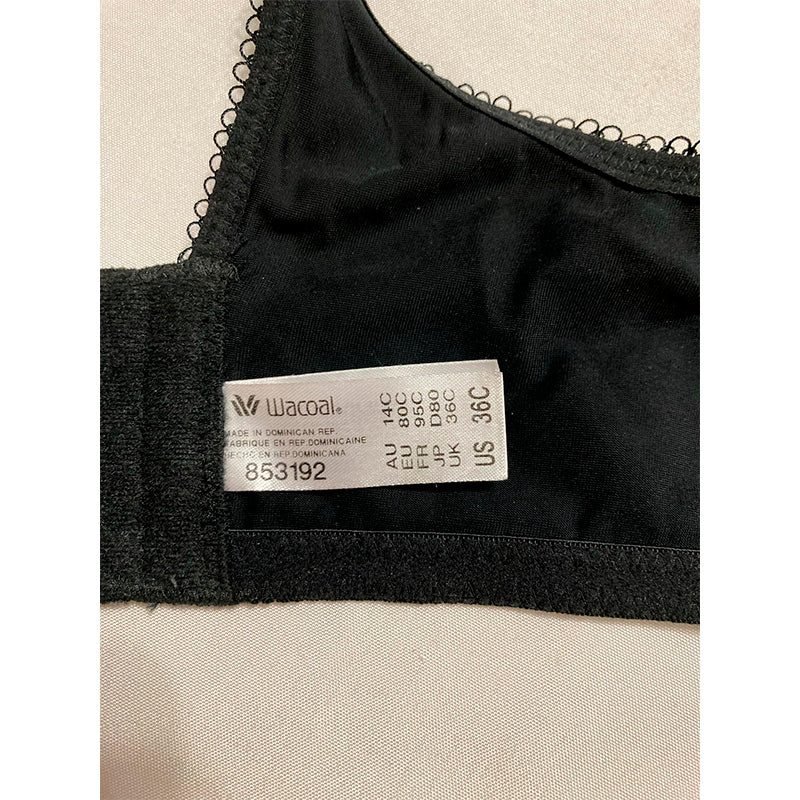 Wacoal®
MADE IN DOMINICAN REP.
FABRIQUE EN REP.DOMINICAINE
HECHO EN REP.DOMINICANA
853192
AU 14C
EU 80C
FR 95C
JP D80
UK 36C
US 36C